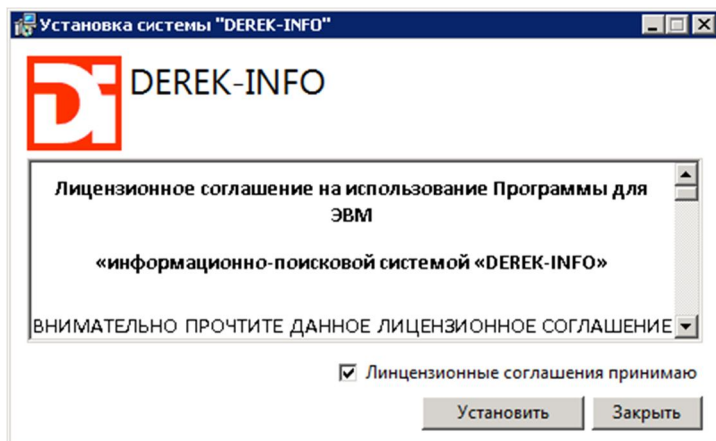 Установка системы "DEREK-INFO"
Di
DEREK-INFO
Лицензионное соглашение на использование Программы для
ЭВМ
«информационно-поисковой системой «DEREK-INFO»
ВНИМАТЕЛЬНО ПРОЧТИТЕ ДАННОЕ ЛИЦЕНЗИОННОЕ СОГЛАШЕНИЕ
Линцензионные соглашения принимаю
Установить Закрыть